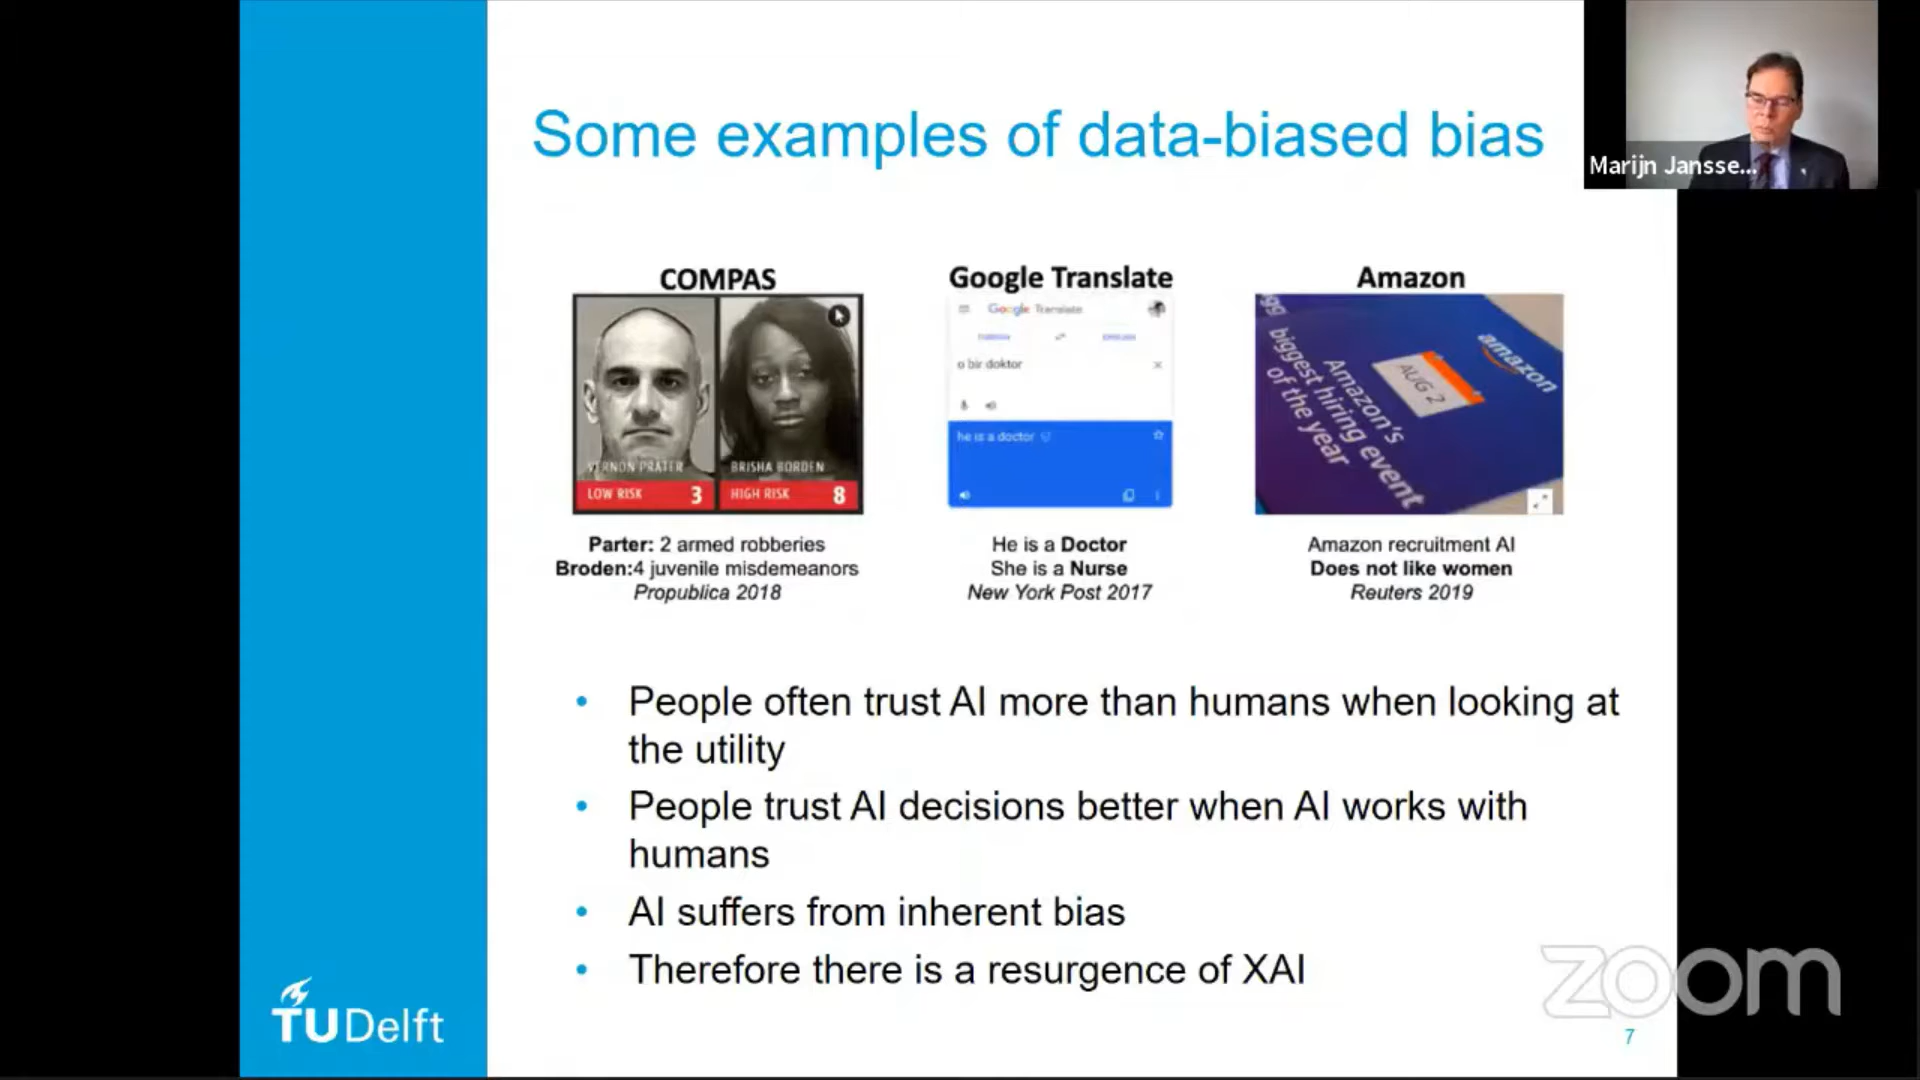 Some examples of data-biased bias
Marijn Jansse...
COMPAS
VERNON PRATER
BRISHA BORDEN
LOW RISK 3
HIGH RISK 8
Parter: 2 armed robberies
Broden:4 juvenile misdemeanors
Propublica 2018
Google Translate
Google Translate
TURKISH
ENGLISH
o bir doktor
he is a doctor
He is a Doctor
She is a Nurse
New York Post 2017
Amazon
amazon
AUG 2
Amazon's
biggest hiring event
of the year
Amazon recruitment AI
Does not like women
Reuters 2019
• People often trust AI more than humans when looking at
the utility
• People trust AI decisions better when AI works with
humans
• AI suffers from inherent bias
• Therefore there is a resurgence of XAI
TUDelft
zoom
7